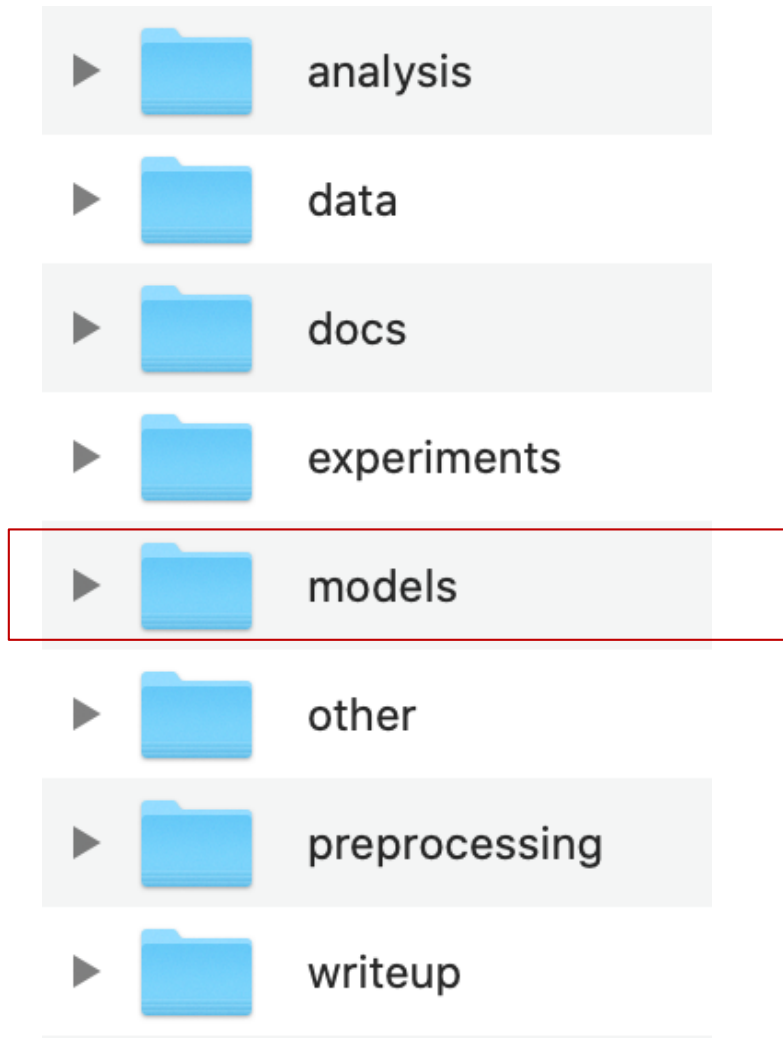 analysis
data
docs
experiments
models
other
preprocessing
writeup